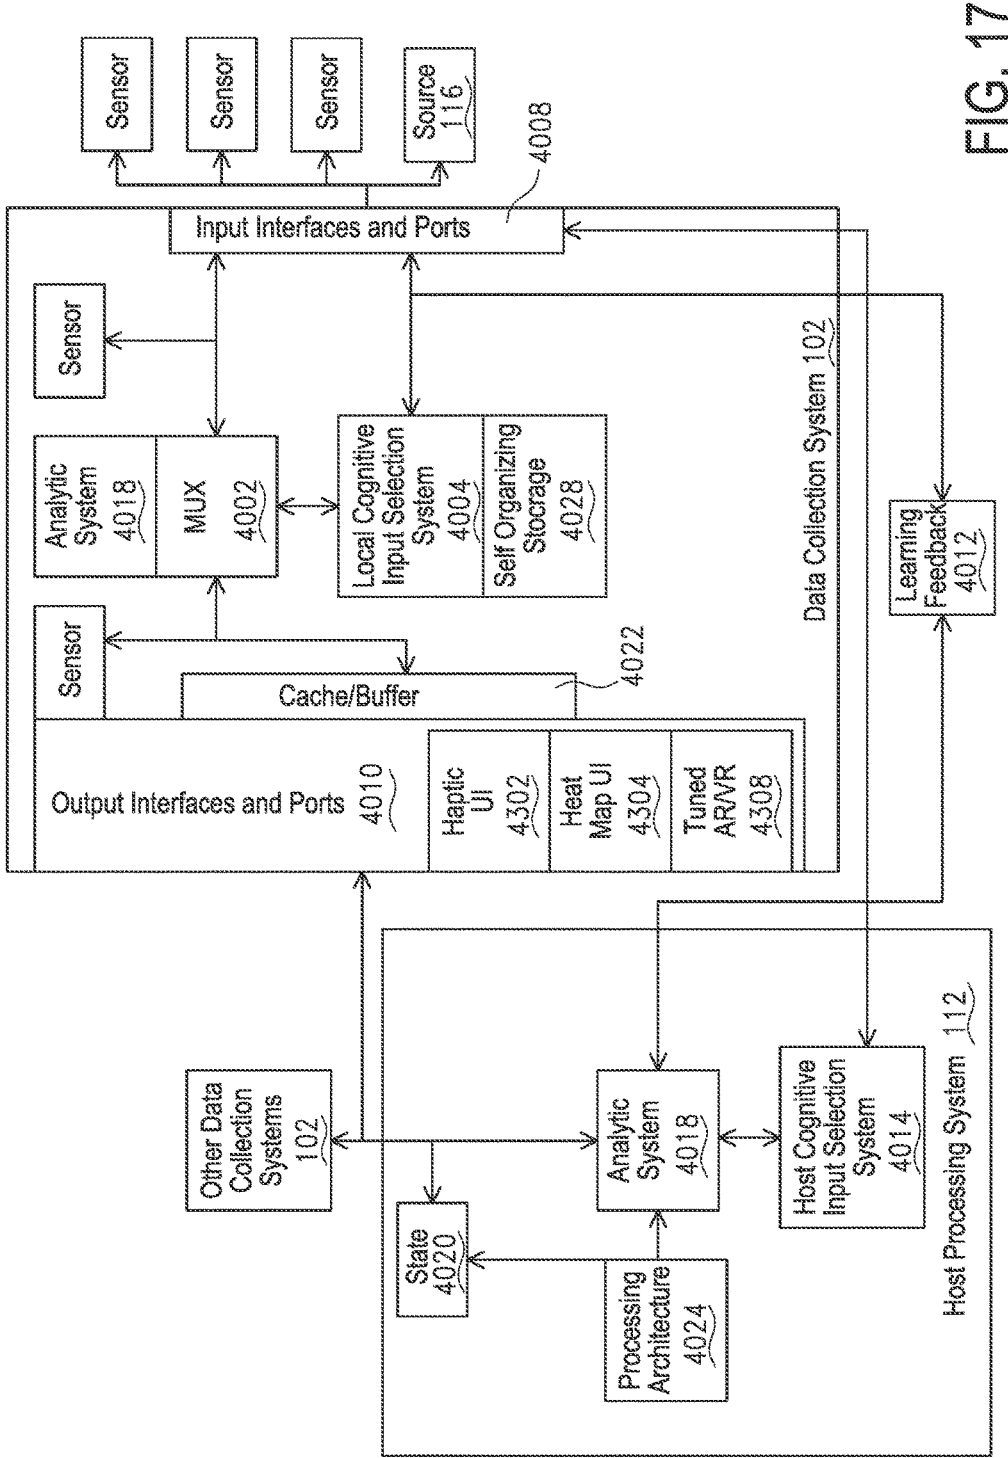 Sensor
Sensor
Sensor
Source
116
4008
Input Interfaces and Ports
Sensor
Analytic
System
4018
MUX
4002
Local Cognitive
Input Selection
System
4004
Self Organizing
Stocrage
4028
Data Collection System 102
Sensor
Cache/Buffer
4022
Output Interfaces and Ports
4010
Haptic
UI
4302
Heat
Map UI
4304
Tuned
AR/VR
4308
Learning
Feedback
4012
Other Data
Collection
Systems
102
State
4020
Analytic
System
4018
Processing
Architecture
4024
Host Cognitive
Input Selection
System
4014
Host Processing System 112
FIG. 17